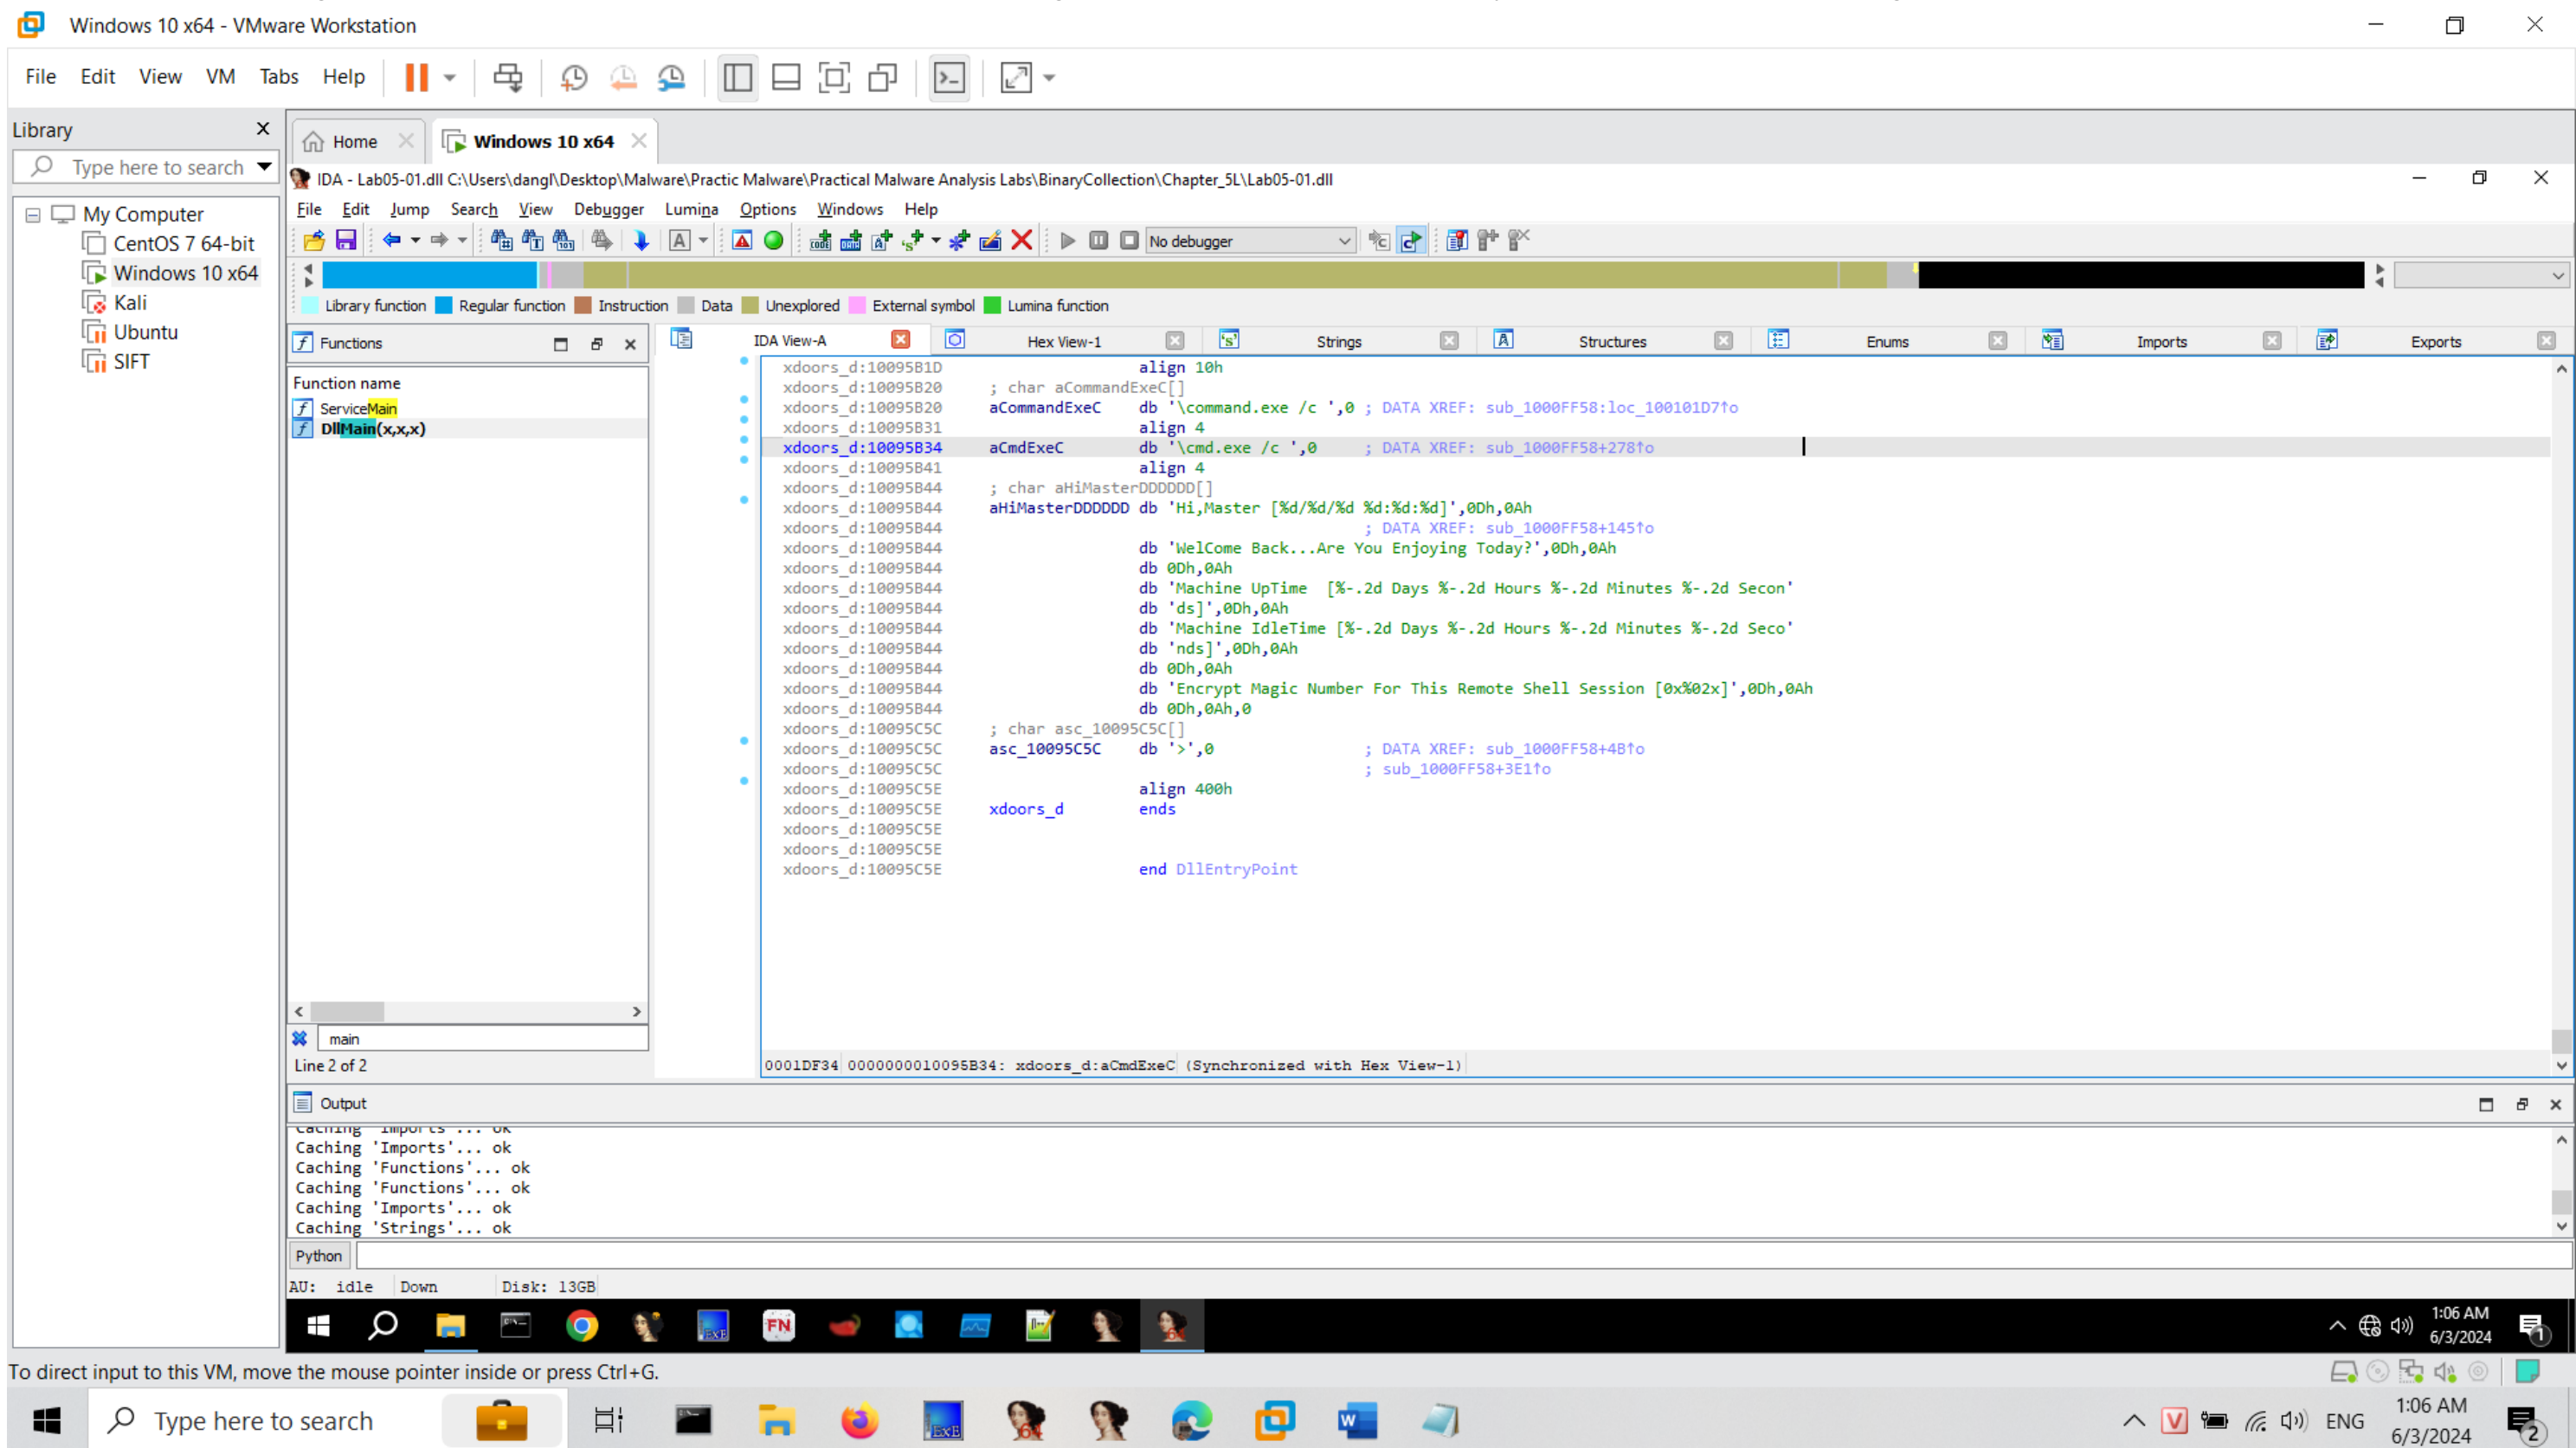 Windows 10 x64 - VMware Workstation
File Edit View VM Tabs Help
Library
Type here to search
My Computer
CentOS 7 64-bit
Windows 10 x64
Kali
Ubuntu
SIFT
Home
Windows 10 x64
IDA - Lab05-01.dll C:\Users\dangl\Desktop\Malware\Practic Malware\Practical Malware Analysis Labs\BinaryCollection\Chapter_5L\Lab05-01.dll
File Edit Jump Search View Debugger Lumina Options Windows Help
No debugger
Library function Regular function Instruction Data Unexplored External symbol Lumina function
Functions
IDA View-A Hex View-1 Strings Structures Enums Imports Exports
Function name
ServiceMain
DllMain(x,x,x)
xdoors_d:10095B1D align 10h
xdoors_d:10095B20 ; char aCommandExeC[]
xdoors_d:10095B20 aCommandExeC db '\command.exe /c ',0 ; DATA XREF: sub_1000FF58:loc_100101D7↑o
xdoors_d:10095B31 align 4
xdoors_d:10095B34 aCmdExeC db '\cmd.exe /c ',0 ; DATA XREF: sub_1000FF58+278↑o
xdoors_d:10095B41 align 4
xdoors_d:10095B44 ; char aHiMasterDDDDDD[]
xdoors_d:10095B44 aHiMasterDDDDDD db 'Hi,Master [%d/%d/%d %d:%d:%d]',0Dh,0Ah
xdoors_d:10095B44 ; DATA XREF: sub_1000FF58+145↑o
xdoors_d:10095B44 db 'WelCome Back...Are You Enjoying Today?',0Dh,0Ah
xdoors_d:10095B44 db 0Dh,0Ah
xdoors_d:10095B44 db 'Machine UpTime  [%-.2d Days %-.2d Hours %-.2d Minutes %-.2d Secon'
xdoors_d:10095B44 db 'ds]',0Dh,0Ah
xdoors_d:10095B44 db 'Machine IdleTime [%-.2d Days %-.2d Hours %-.2d Minutes %-.2d Seco'
xdoors_d:10095B44 db 'nds]',0Dh,0Ah
xdoors_d:10095B44 db 0Dh,0Ah
xdoors_d:10095B44 db 'Encrypt Magic Number For This Remote Shell Session [0x%02x]',0Dh,0Ah
xdoors_d:10095B44 db 0Dh,0Ah,0
xdoors_d:10095C5C ; char asc_10095C5C[]
xdoors_d:10095C5C asc_10095C5C db '>',0 ; DATA XREF: sub_1000FF58+4B↑o
xdoors_d:10095C5C ; sub_1000FF58+3E1↑o
xdoors_d:10095C5E align 400h
xdoors_d:10095C5E xdoors_d ends
xdoors_d:10095C5E
xdoors_d:10095C5E
xdoors_d:10095C5E end DllEntryPoint
main
Line 2 of 2
0001DF34 0000000010095B34: xdoors_d:aCmdExeC (Synchronized with Hex View-1)
Output
Caching 'Imports'... ok
Caching 'Imports'... ok
Caching 'Functions'... ok
Caching 'Functions'... ok
Caching 'Imports'... ok
Caching 'Strings'... ok
Python
AU: idle Down Disk: 13GB
1:06 AM
6/3/2024
To direct input to this VM, move the mouse pointer inside or press Ctrl+G.
Type here to search
ENG
1:06 AM
6/3/2024